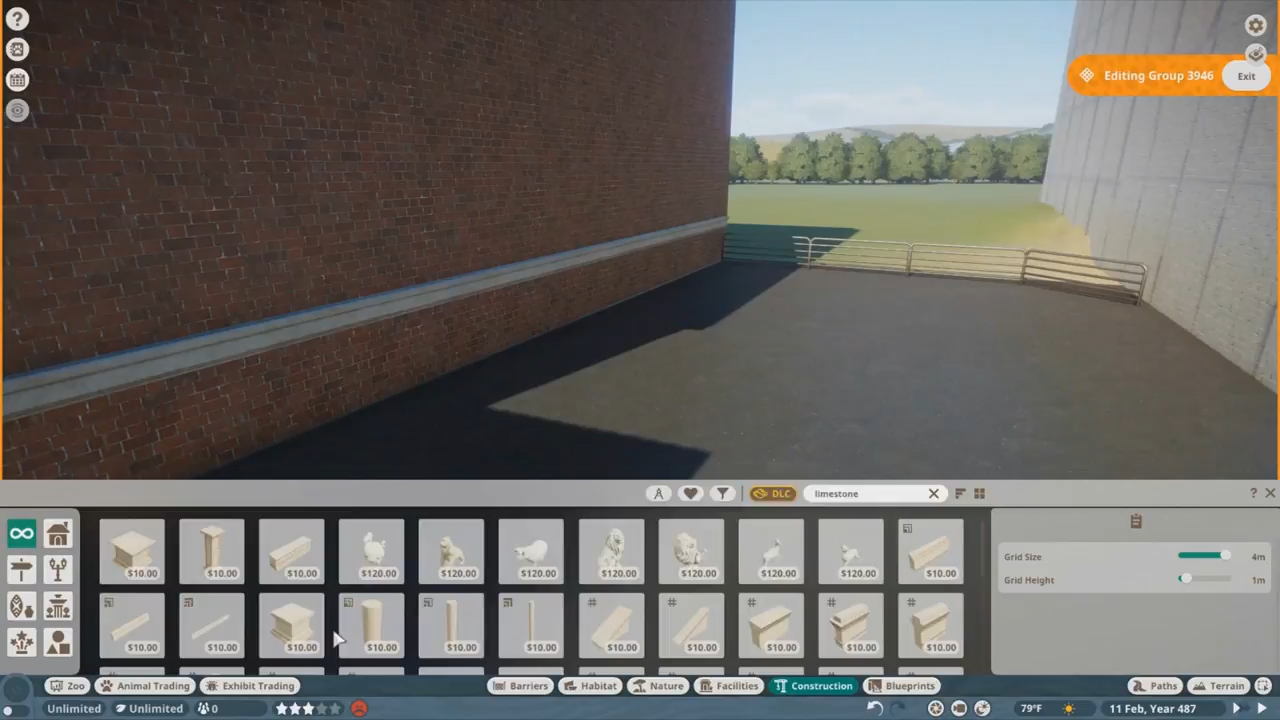 ?
Editing Group 3946 Exit
DLC limestone
?
$10.00 $10.00 $10.00 $120.00 $120.00 $120.00 $120.00 $120.00 $120.00 $120.00 $10.00
Grid Size 4m
Grid Height 1m
$10.00 $10.00 $10.00 $10.00 $10.00 $10.00 $10.00 $10.00 $10.00 $10.00 $10.00
Zoo Animal Trading Exhibit Trading Barriers Habitat Nature Facilities Construction Blueprints Paths Terrain
Unlimited Unlimited 0 79°F 11 Feb, Year 487